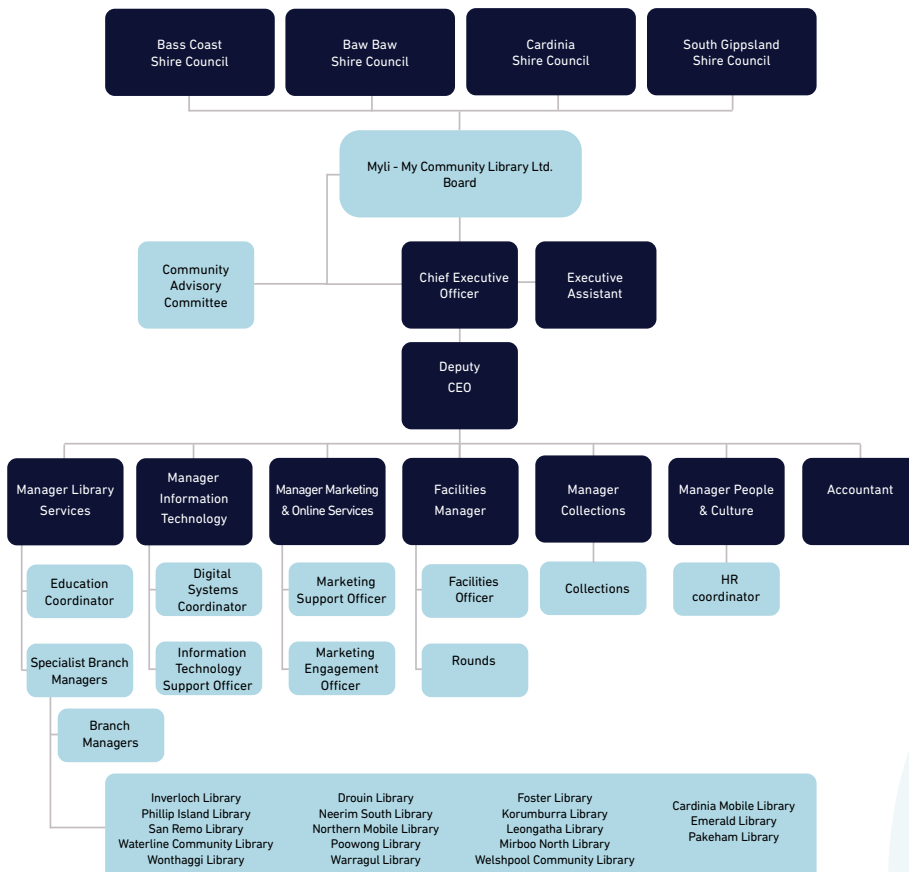 Bass Coast
Shire Council
Baw Baw
Shire Council
Cardinia
Shire Council
South Gippsland
Shire Council
Myli - My Community Library Ltd.
Board
Community
Advisory
Committee
Chief Executive
Officer
Executive
Assistant
Deputy
CEO
Manager Library
Services
Manager
Information
Technology
Manager Marketing
& Online Services
Facilities
Manager
Manager
Collections
Manager People
& Culture
Accountant
Education
Coordinator
Digital
Systems
Coordinator
Marketing
Support Officer
Facilities
Officer
Collections
HR
coordinator
Specialist Branch
Managers
Information
Technology
Support Officer
Marketing
Engagement
Officer
Rounds
Branch
Managers
Inverloch Library
Phillip Island Library
San Remo Library
Waterline Community Library
Wonthaggi Library
Drouin Library
Neerim South Library
Northern Mobile Library
Poowong Library
Warragul Library
Foster Library
Korumburra Library
Leongatha Library
Mirboo North Library
Welshpool Community Library
Cardinia Mobile Library
Emerald Library
Pakeham Library